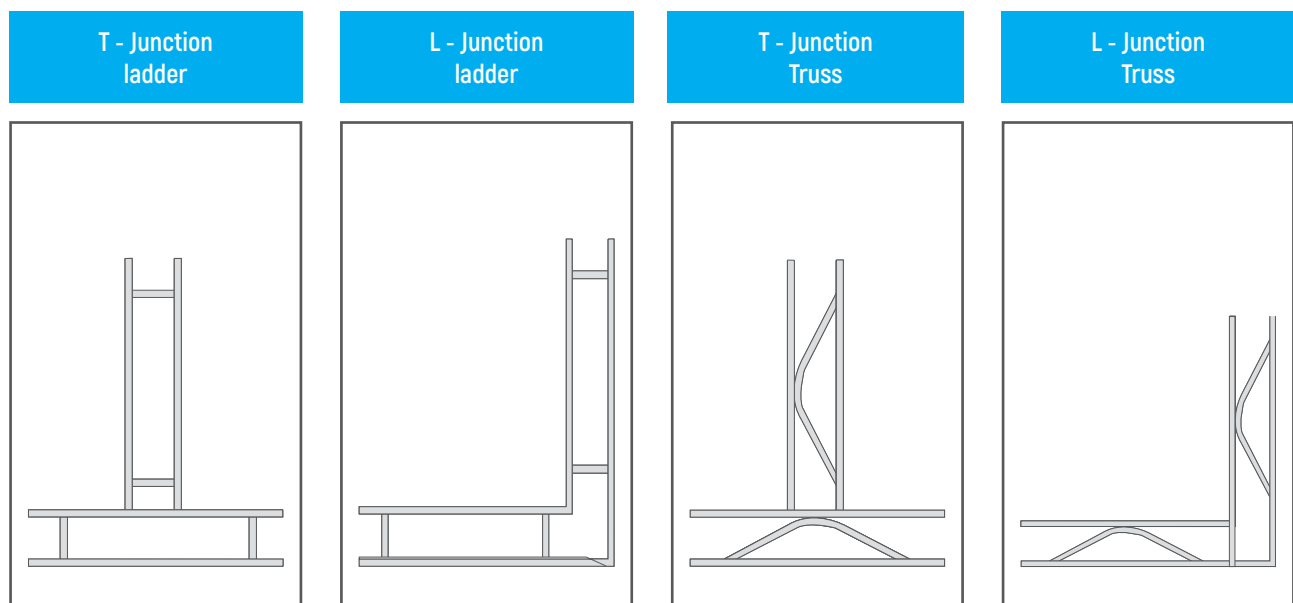 T - Junction
ladder
L - Junction
ladder
T - Junction
Truss
L - Junction
Truss